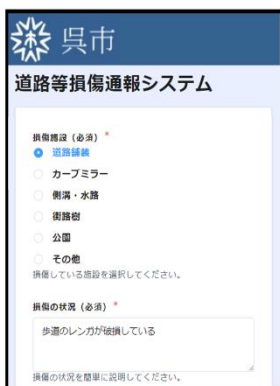 呉市
道路等損傷通報システム
損傷施設（必須） *
道路舗装
カーブミラー
側溝・水路
街路樹
公園
その他
損傷している施設を選択してください。
損傷の状況（必須） *
歩道のレンガが破損している
損傷の状況を簡単に説明してください。